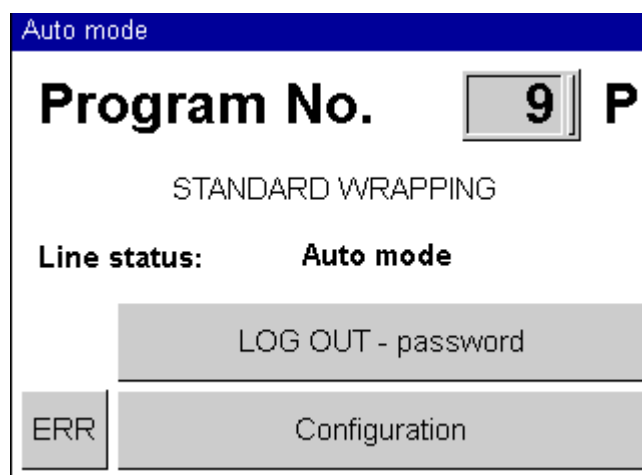 Auto mode
Program No. 9 P
STANDARD WRAPPING
Line status: Auto mode
LOG OUT - password
ERR Configuration